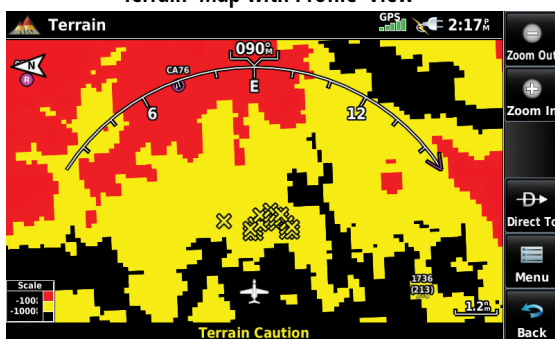 Terrain Map with Profile View
Terrain
GPS
2:17 PM
Zoom Out
N
R
CA76
090°M
E
6
12
Zoom In
Direct To
Menu
1736
(213)
Scale
-100
-1000
1.2
Terrain Caution
Back